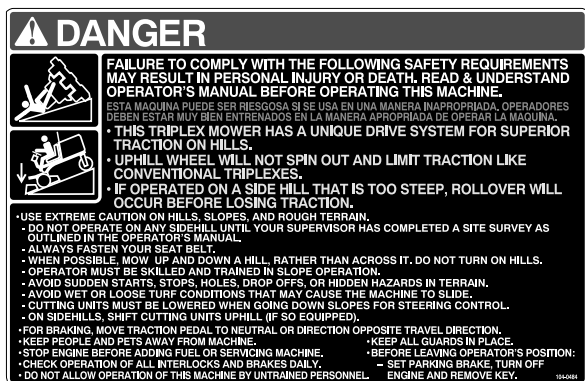 DANGER
FAILURE TO COMPLY WITH THE FOLLOWING SAFETY REQUIREMENTS
MAY RESULT IN PERSONAL INJURY OR DEATH. READ & UNDERSTAND
OPERATOR'S MANUAL BEFORE OPERATING THIS MACHINE.
ESTA MAQUINA PUEDE SER RIESGOSA SI SE USA EN UNA MANERA INAPROPRIADA, OPERADORES
DEBEN ESTAR MUY BIEN ENTRENADOS EN LA MANERA APROPRIADA DE OPERAR LA MAQUINA.
• THIS TRIPLEX MOWER HAS A UNIQUE DRIVE SYSTEM FOR SUPERIOR
TRACTION ON HILLS.
• UPHILL WHEEL WILL NOT SPIN OUT AND LIMIT TRACTION LIKE
CONVENTIONAL TRIPLEXES.
• IF OPERATED ON A SIDE HILL THAT IS TOO STEEP, ROLLOVER WILL
OCCUR BEFORE LOSING TRACTION.
•USE EXTREME CAUTION ON HILLS, SLOPES, AND ROUGH TERRAIN.
- DO NOT OPERATE ON ANY SIDEHILL UNTIL YOUR SUPERVISOR HAS COMPLETED A SITE SURVEY AS
OUTLINED IN THE OPERATOR'S MANUAL.
- ALWAYS FASTEN YOUR SEAT BELT.
- WHEN POSSIBLE, MOW UP AND DOWN A HILL, RATHER THAN ACROSS IT. DO NOT TURN ON HILLS.
- OPERATOR MUST BE SKILLED AND TRAINED IN SLOPE OPERATION.
- AVOID SUDDEN STARTS, STOPS, HOLES, DROP OFFS, OR HIDDEN HAZARDS IN TERRAIN.
- AVOID WET OR LOOSE TURF CONDITIONS THAT MAY CAUSE THE MACHINE TO SLIDE.
- CUTTING UNITS MUST BE LOWERED WHEN GOING DOWN SLOPES FOR STEERING CONTROL.
- ON SIDEHILLS, SHIFT CUTTING UNITS UPHILL (IF SO EQUIPPED).
•FOR BRAKING, MOVE TRACTION PEDAL TO NEUTRAL OR DIRECTION OPPOSITE TRAVEL DIRECTION.
•KEEP PEOPLE AND PETS AWAY FROM MACHINE.
•STOP ENGINE BEFORE ADDING FUEL OR SERVICING MACHINE.
•CHECK OPERATION OF ALL INTERLOCKS AND BRAKES DAILY.
• DO NOT ALLOW OPERATION OF THIS MACHINE BY UNTRAINED PERSONNEL.
•KEEP ALL GUARDS IN PLACE.
•BEFORE LEAVING OPERATOR'S POSITION:
– SET PARKING BRAKE, TURN OFF
ENGINE AND REMOVE KEY.
104-0484